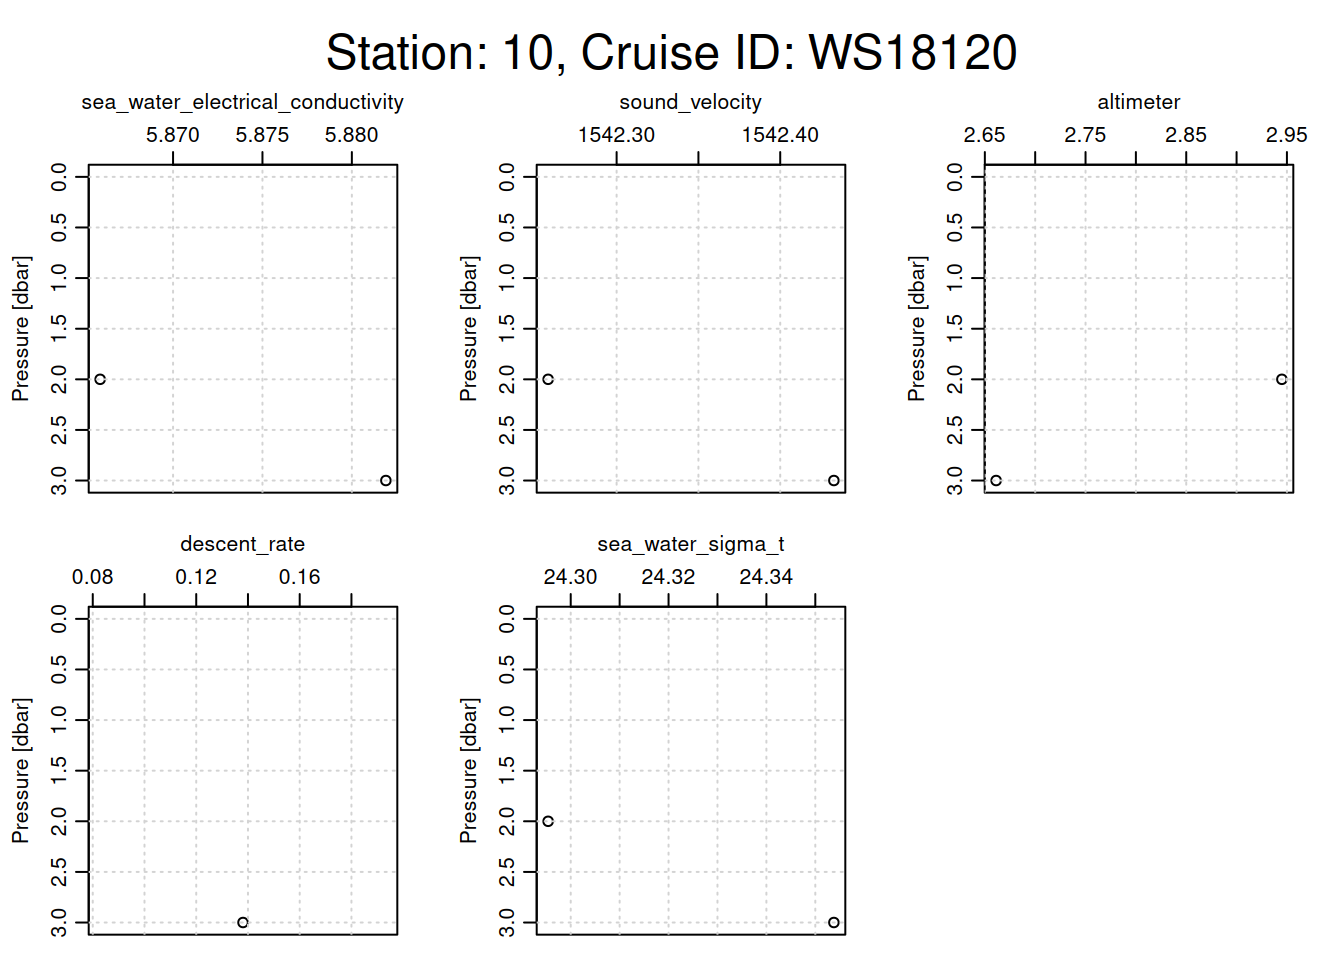 Station: 10, Cruise ID: WS18120
sea_water_electrical_conductivity
5.870 5.875 5.880
Pressure [dbar]
0.0
0.5
1.0
1.5
2.0
2.5
3.0
sound_velocity
1542.30 1542.40
Pressure [dbar]
0.0
0.5
1.0
1.5
2.0
2.5
3.0
altimeter
2.65 2.75 2.85 2.95
Pressure [dbar]
0.0
0.5
1.0
1.5
2.0
2.5
3.0
descent_rate
0.08 0.12 0.16
Pressure [dbar]
0.0
0.5
1.0
1.5
2.0
2.5
3.0
sea_water_sigma_t
24.30 24.32 24.34
Pressure [dbar]
0.0
0.5
1.0
1.5
2.0
2.5
3.0